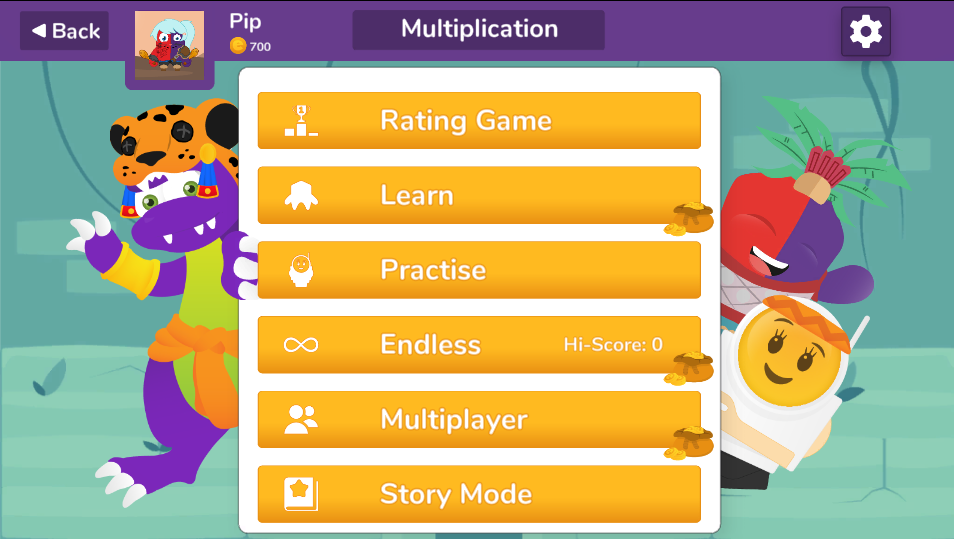 Back
Pip
700
Multiplication
Rating Game
Learn
Practise
Endless
Hi-Score: 0
Multiplayer
Story Mode